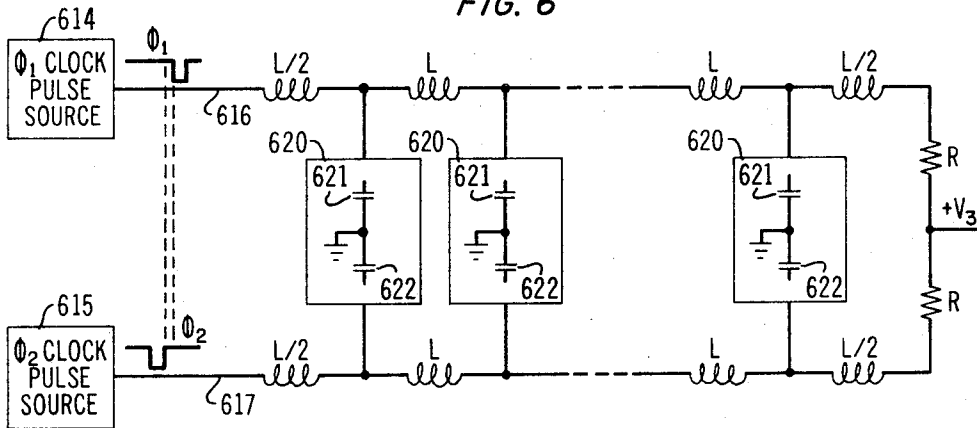 FIG. 6
614
Φ1 CLOCK
PULSE
SOURCE
Φ1
616
L/2
L
L
L/2
620
621
622
620
621
622
620
621
622
R
+V3
R
615
Φ2 CLOCK
PULSE
SOURCE
Φ2
617
L/2
L
L
L/2